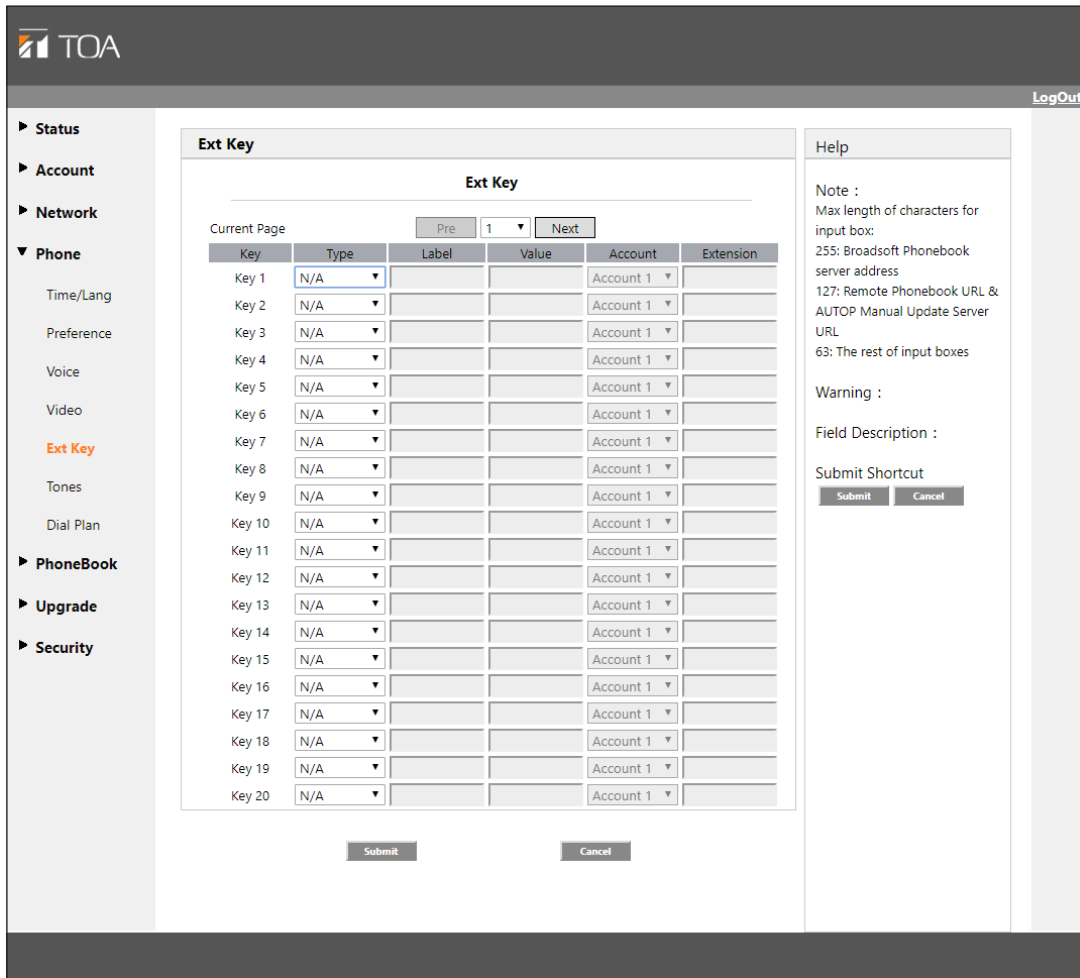 TOA
LogOut
Status
Account
Network
Phone
Time/Lang
Preference
Voice
Video
Ext Key
Tones
Dial Plan
PhoneBook
Upgrade
Security
Ext Key
Ext Key
Current Page Pre 1 Next
Key Type Label Value Account Extension
Key 1 N/A Account 1
Key 2 N/A Account 1
Key 3 N/A Account 1
Key 4 N/A Account 1
Key 5 N/A Account 1
Key 6 N/A Account 1
Key 7 N/A Account 1
Key 8 N/A Account 1
Key 9 N/A Account 1
Key 10 N/A Account 1
Key 11 N/A Account 1
Key 12 N/A Account 1
Key 13 N/A Account 1
Key 14 N/A Account 1
Key 15 N/A Account 1
Key 16 N/A Account 1
Key 17 N/A Account 1
Key 18 N/A Account 1
Key 19 N/A Account 1
Key 20 N/A Account 1
Submit Cancel
Help
Note :
Max length of characters for
input box:
255: Broadsoft Phonebook
server address
127: Remote Phonebook URL &
AUTOP Manual Update Server
URL
63: The rest of input boxes
Warning :
Field Description :
Submit Shortcut
Submit Cancel